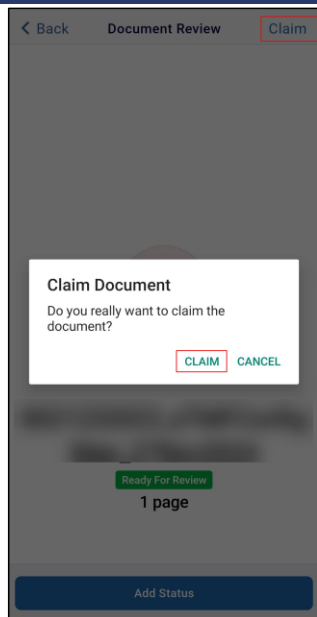 Back Document Review Claim
Claim Document
Do you really want to claim the
document?
CLAIM CANCEL
Ready For Review
1 page
Add Status